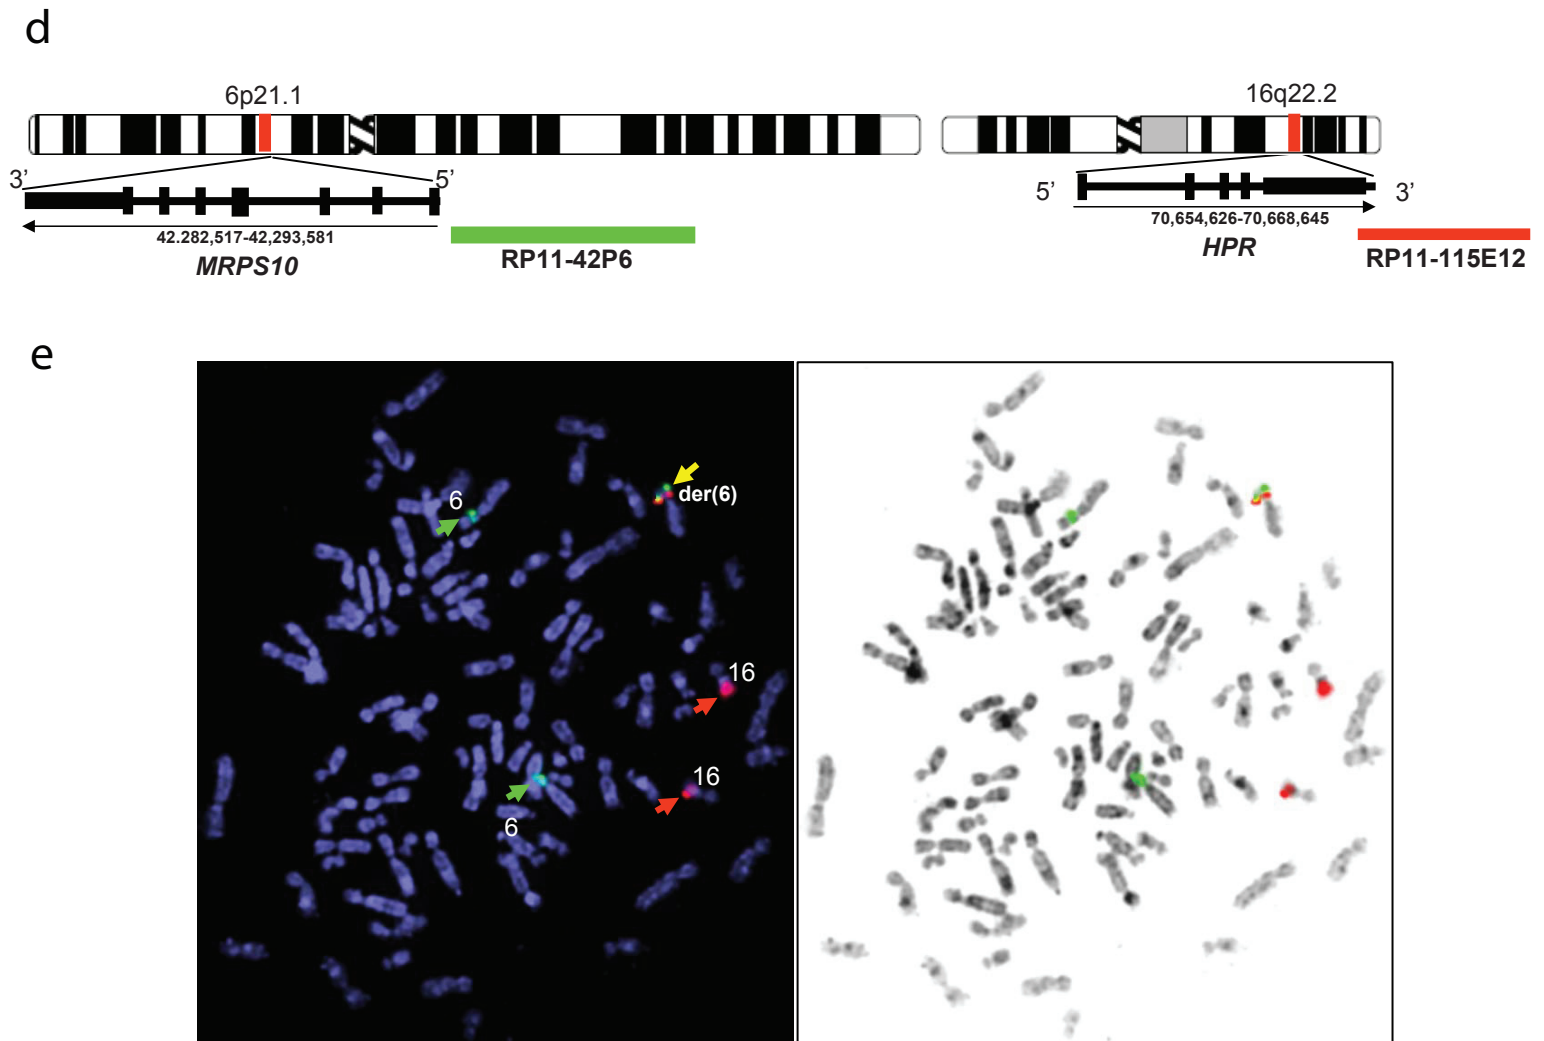 d
6p21.1
16q22.2
3’
5’
5’
3’
42.282,517-42,293,581
70,654,626-70,668,645
MRPS10
RP11-42P6
HPR
RP11-115E12
e
6
der(6)
16
16
6